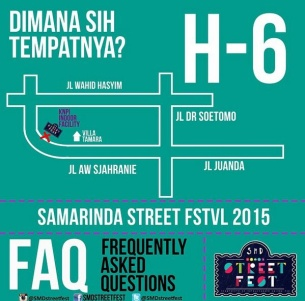 DIMANA SIH
TEMPATNYA?
H-6
JL WAHID HASYIM
KNPI
INDOOR
FACILITY
JL DR SOETOMO
VILLA
TAMARA
JL AW SJAHRANIE
JL JUANDA
SAMARINDA STREET FSTVL 2015
FAQ
FREQUENTLY
ASKED
QUESTIONS
SMD
STREET
FEST
@SMDstreetfest
SMDSTREETFEST
@SMDstreetfest